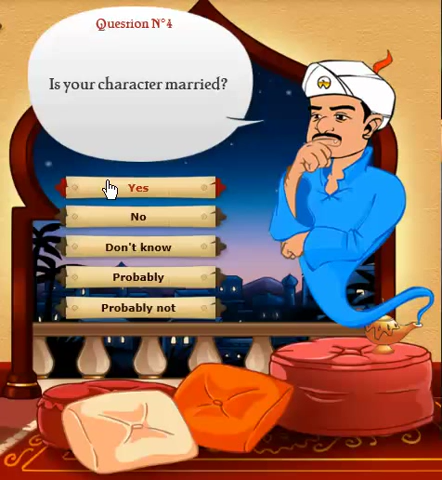 Question N°4
Is your character married?
Yes
No
Don't know
Probably
Probably not